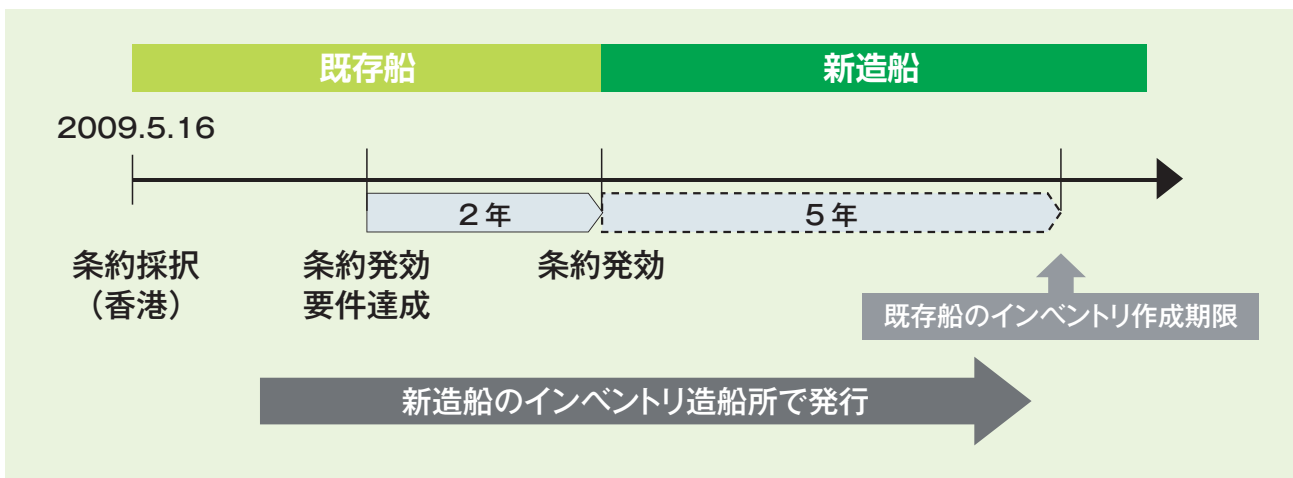 既存船
新造船
2009.5.16
2年
5年
条約採択
（香港）
条約発効
要件達成
条約発効
既存船のインベントリ作成期限
新造船のインベントリ造船所で発行